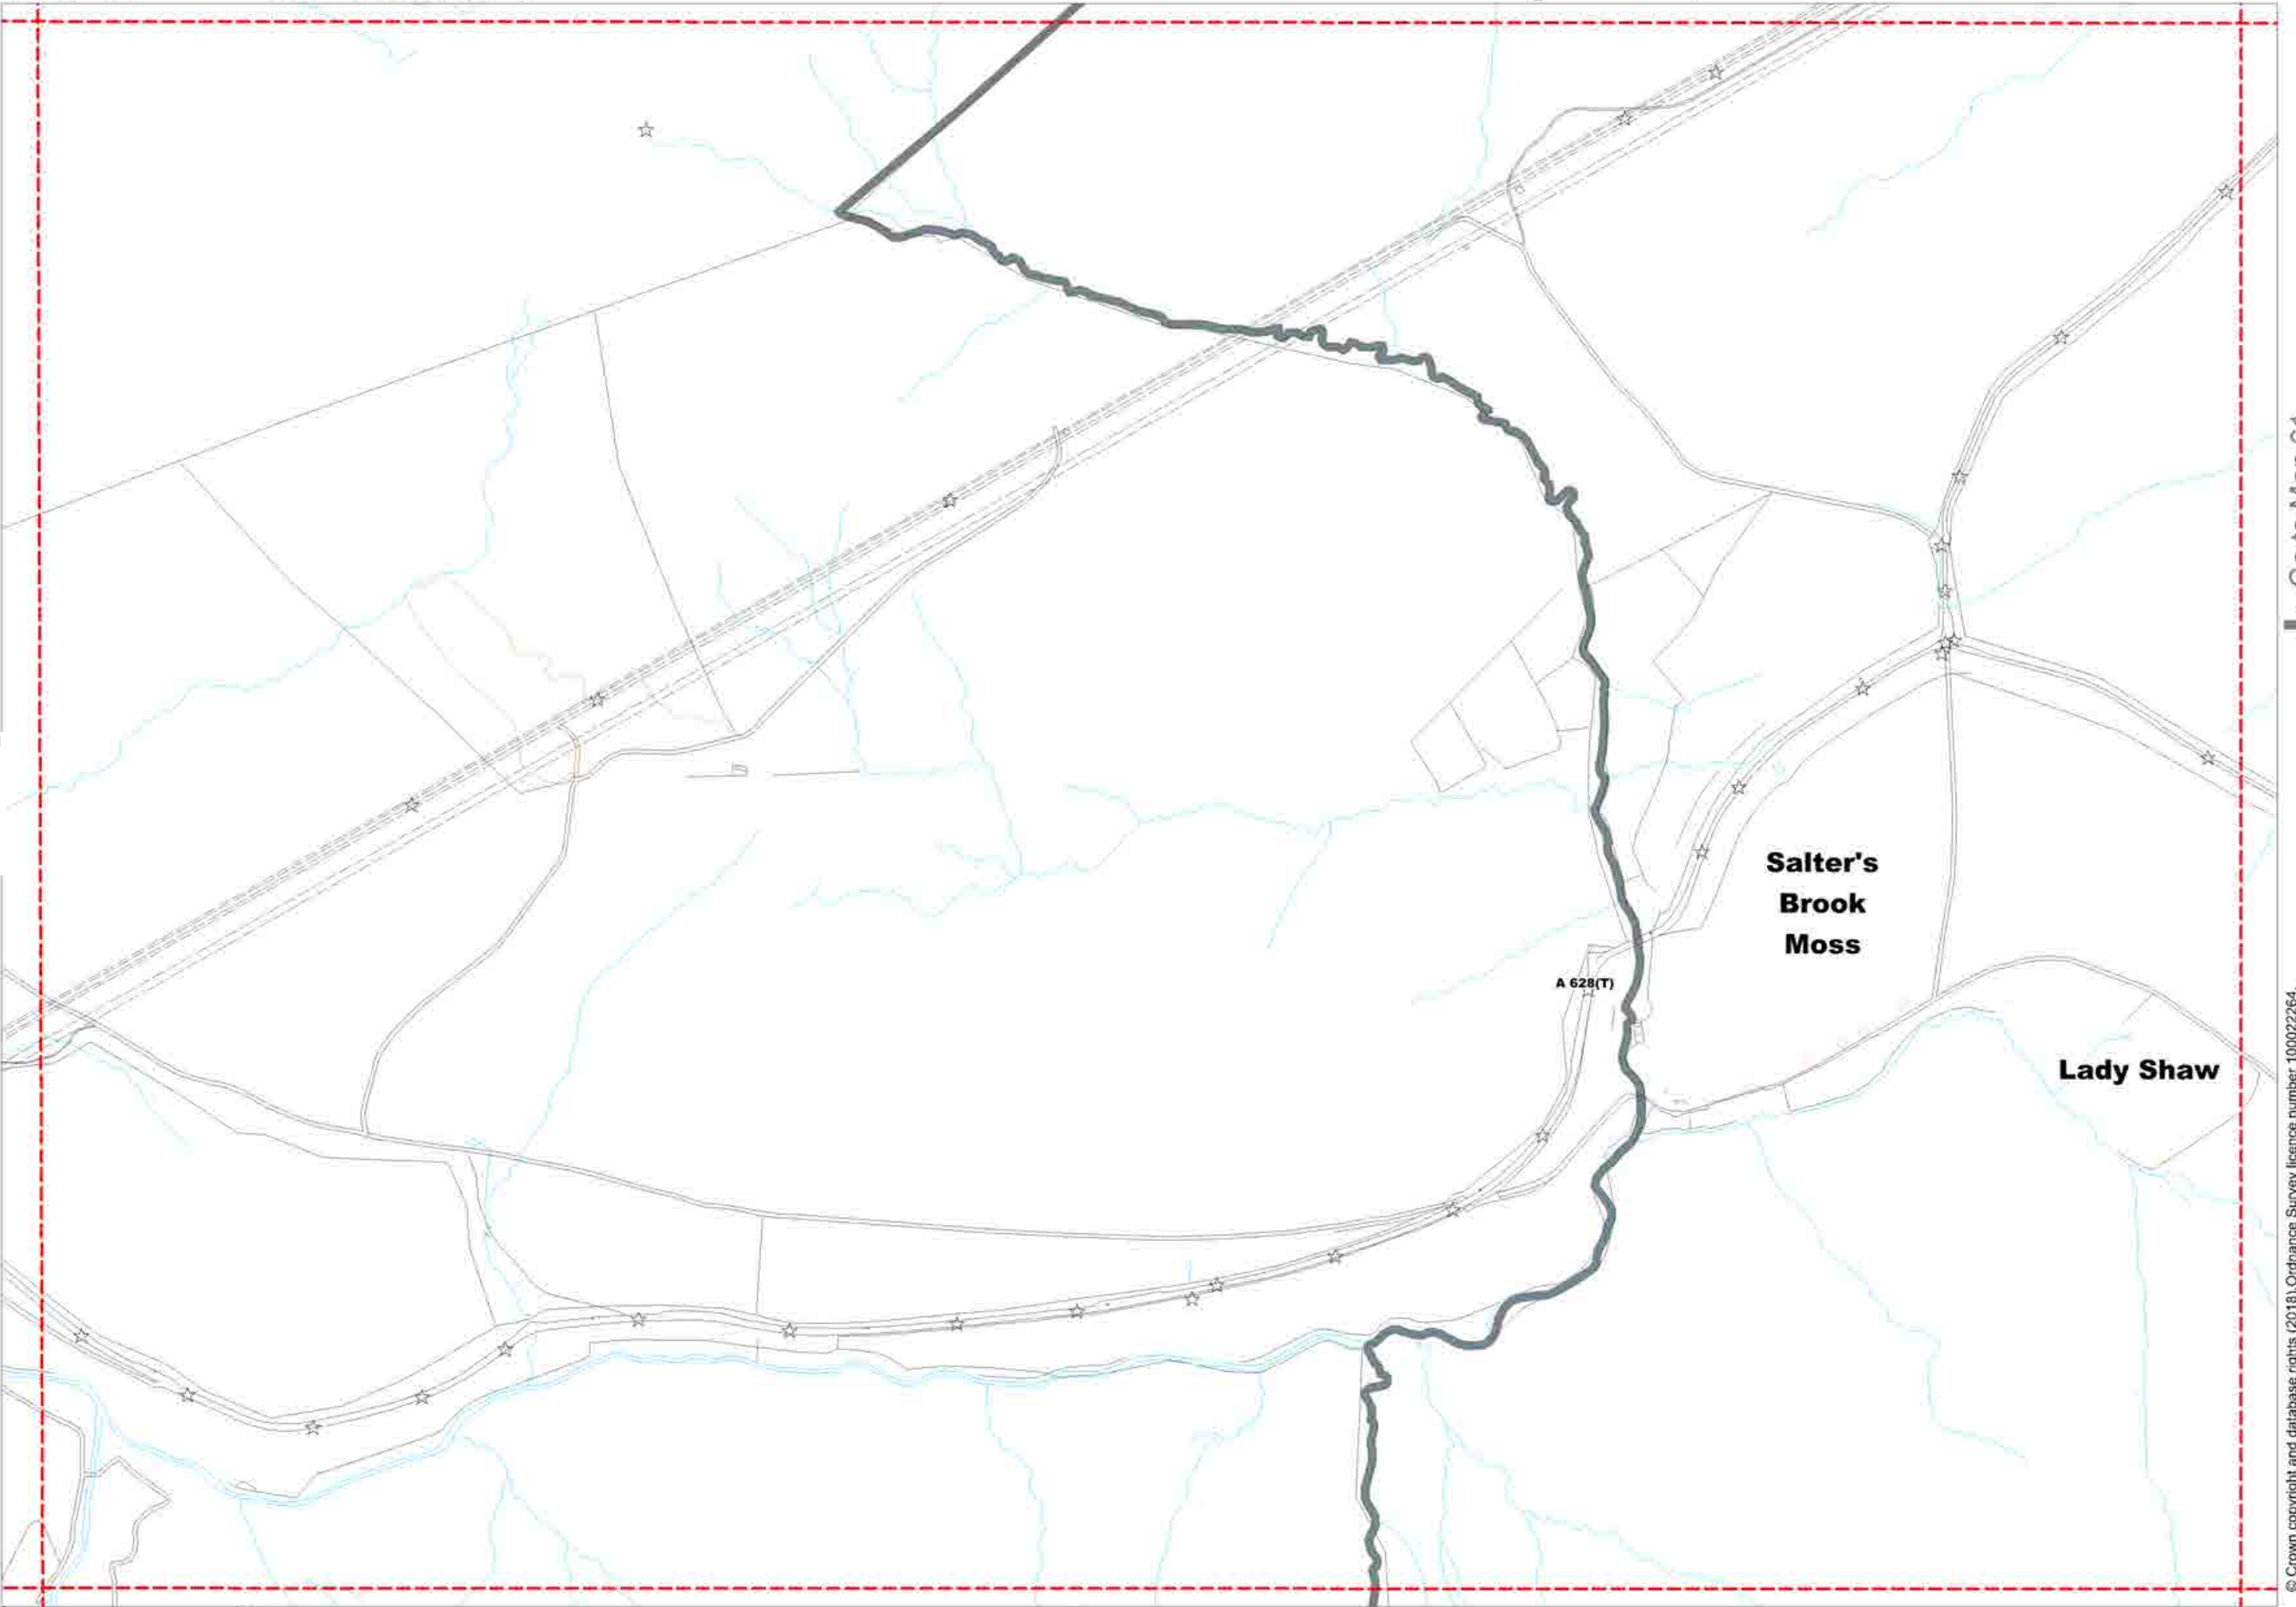 Salter's
Brook
Moss
A 628(T)
Lady Shaw
© Crown copyright and database rights (2018) Ordnance Survey licence number 100022264.